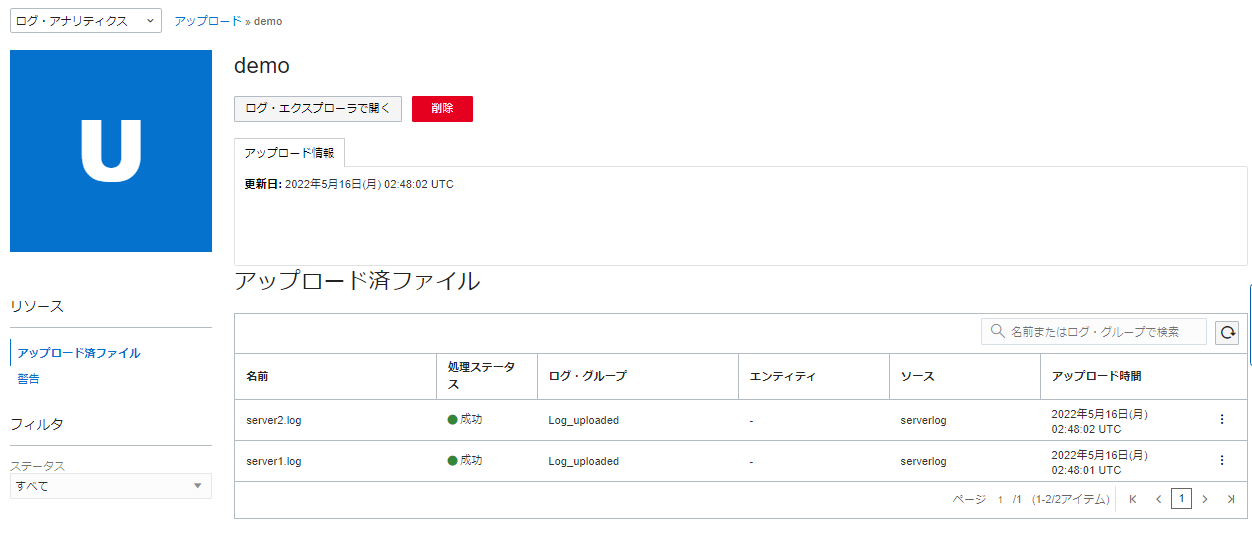 ログ・アナリティクス
アップロード » demo
U
demo
ログ・エクスプローラで開く
削除
アップロード情報
更新日: 2022年5月16日(月) 02:48:02 UTC
リソース
アップロード済ファイル
警告
フィルタ
ステータス
すべて
アップロード済ファイル
名前またはログ・グループで検索
名前
処理ステータ
ス
ログ・グループ
エンティティ
ソース
アップロード時間
server2.log
成功
Log_uploaded
-
serverlog
2022年5月16日(月)
02:48:02 UTC
server1.log
成功
Log_uploaded
-
serverlog
2022年5月16日(月)
02:48:01 UTC
ページ 1 /1 (1-2/2アイテム) 1